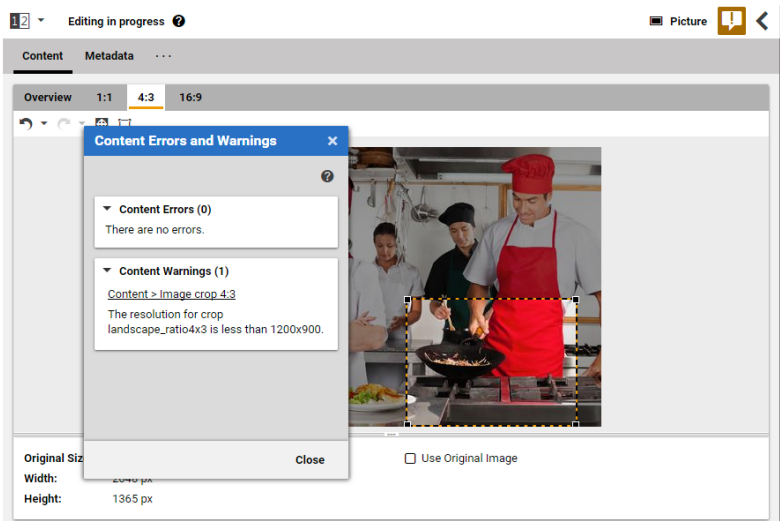 12 Editing in progress ? Picture !
Content Metadata ···
Overview 1:1 4:3 16:9
Content Errors and Warnings ×
?
Content Errors (0)
There are no errors.
Content Warnings (1)
Content > Image crop 4:3
The resolution for crop
landscape_ratio4x3 is less than 1200x900.
Close
Original Siz
Use Original Image
Width:
Height: 1365 px